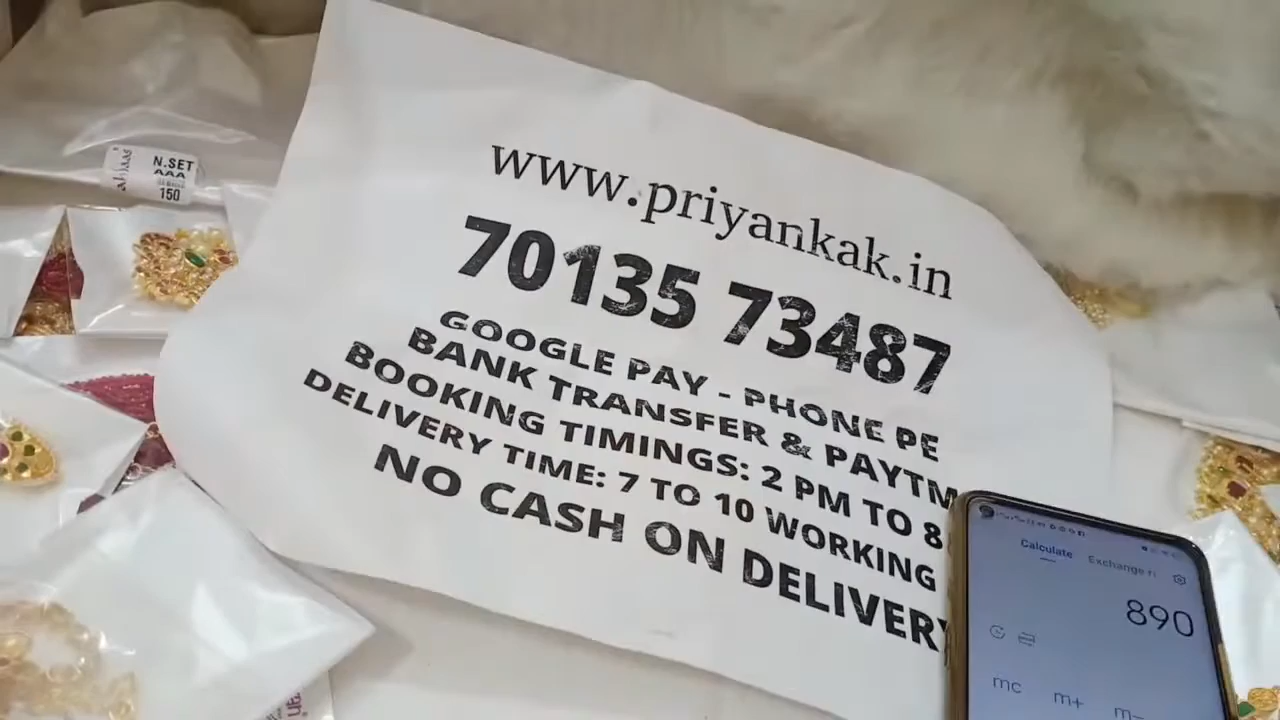 N.SET
AAA
150
www.priyankak.in
70135 73487
GOOGLE PAY - PHONE PE
BANK TRANSFER & PAYTM
BOOKING TIMINGS: 2 PM TO 8
DELIVERY TIME: 7 TO 10 WORKING
NO CASH ON DELIVERY
Calculate Exchange
890
mc m+ m-